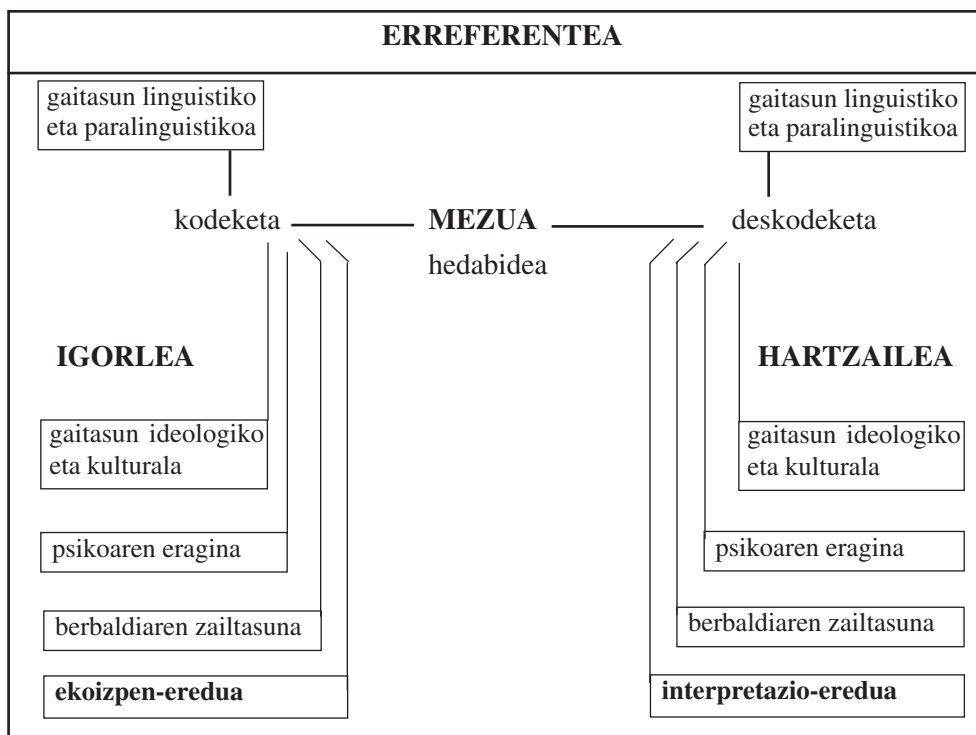 ERREFERENTEA
gaitasun linguistiko
eta paralinguistikoa
gaitasun linguistiko
eta paralinguistikoa
kodeketa
MEZUA
deskodeketa
hedabidea
IGORLEA
HARTZAILEA
gaitasun ideologiko
eta kulturala
gaitasun ideologiko
eta kulturala
psikoaren eragina
psikoaren eragina
berbaldiaren zailtasuna
berbaldiaren zailtasuna
ekoizpen-eredua
interpretazio-eredua